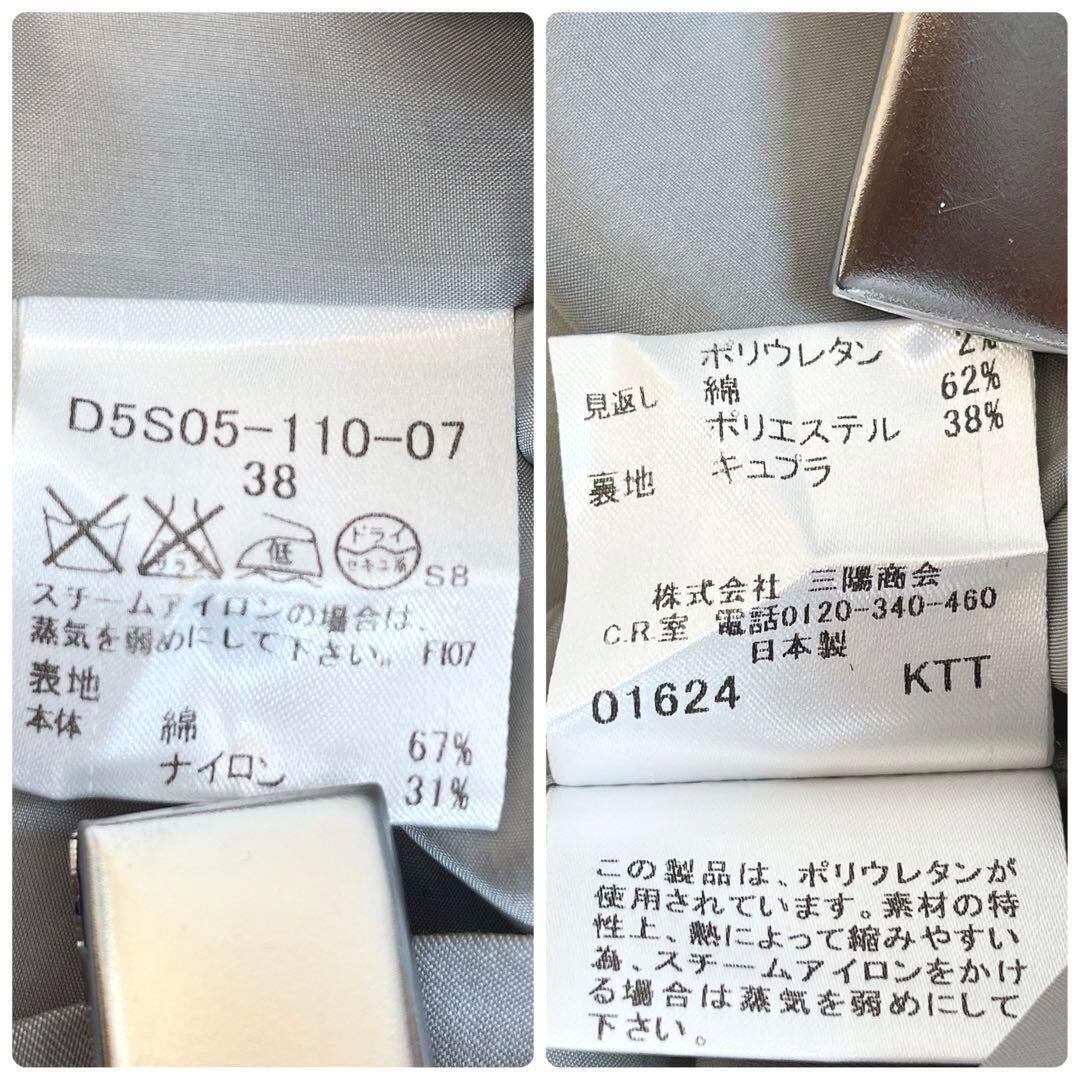 D5S05-110-07
38
低
ドライ
セキユ系
S8
スチームアイロンの場合は、
蒸気を弱めにして下さい。 FI07
表地
本体 綿 67%
ナイロン 31%
ポリウレタン 2%
見返し 綿 62%
ポリエステル 38%
裏地 キュプラ
株式会社 三陽商会
C.R.室 電話0120-340-460
日本製
01624 KTT
この製品は、ポリウレタンが
使用されています。素材の特
性上、熱によって縮みやすい
為、スチームアイロンをかけ
る場合は蒸気を弱めにして
下さい。